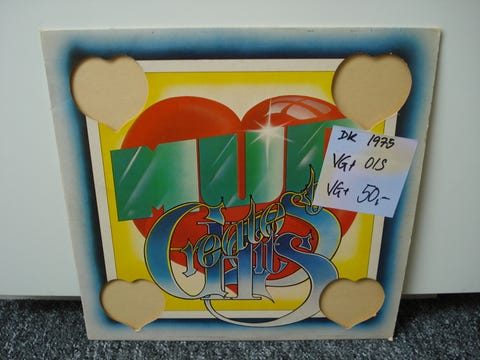 MUD
Greatest
Hits
DK 1975
VG+ OIS
VG+ 50,-